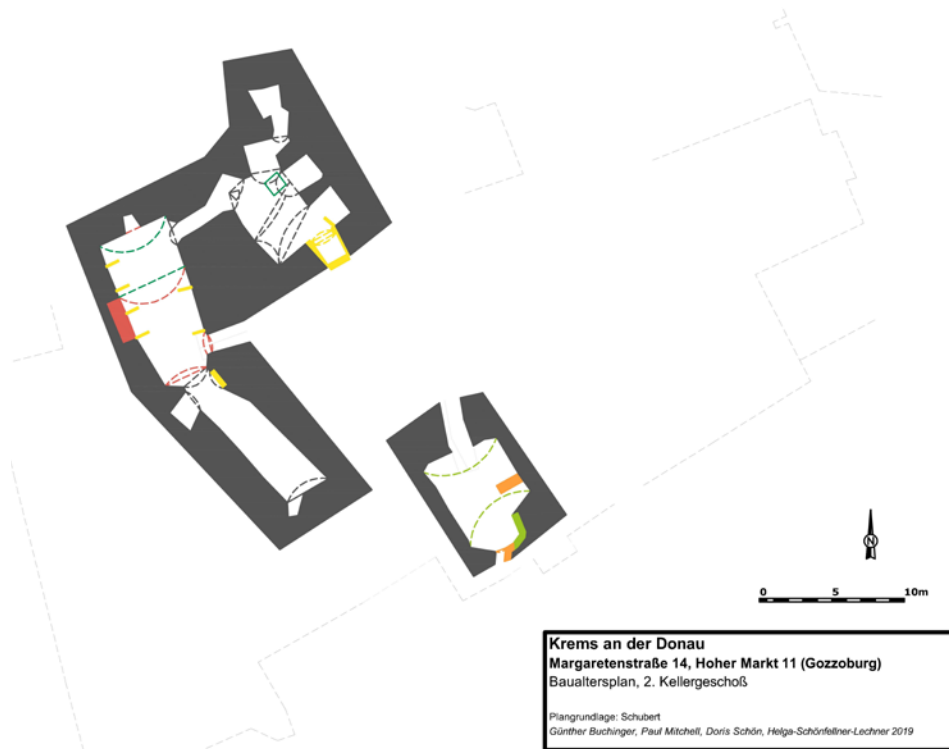 N
0 5 10m
Krems an der Donau
Margaretenstraße 14, Hoher Markt 11 (Gozzoburg)
Baualtersplan, 2. Kellergeschoß
Plangrundlage: Schubert
Günther Buchinger, Paul Mitchell, Doris Schön, Helga-Schönfellner-Lechner 2019